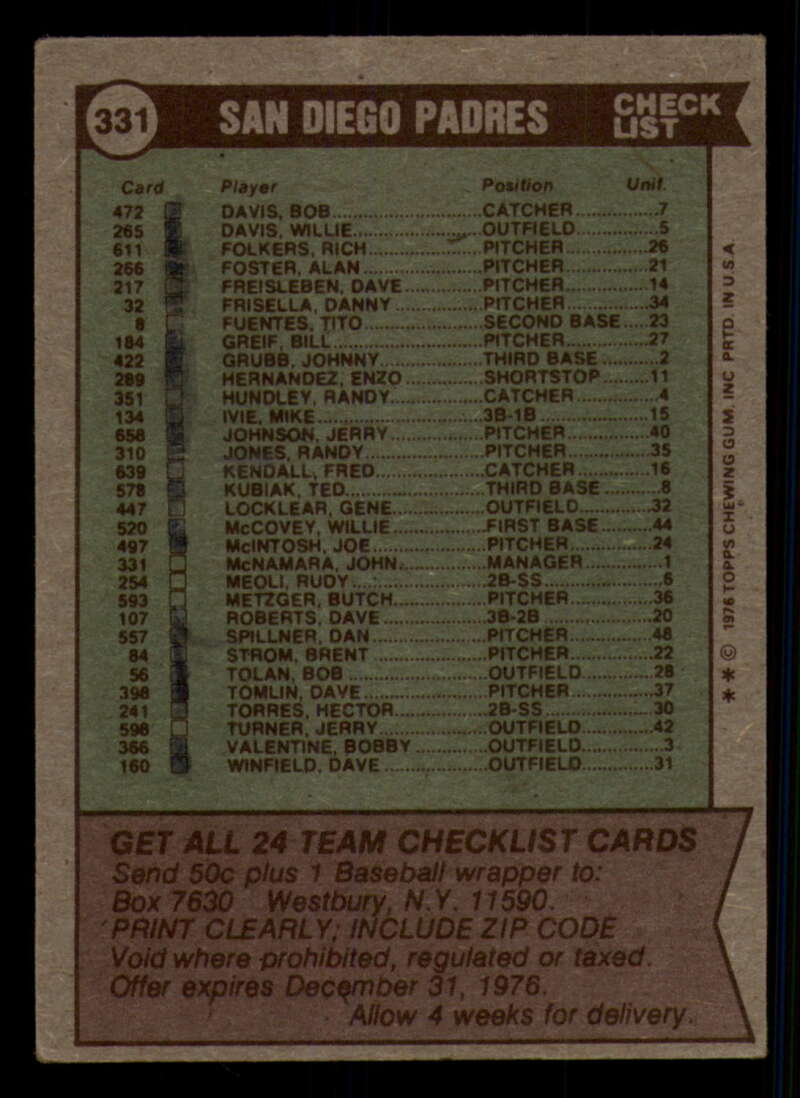 331 SAN DIEGO PADRES CHECK LIST
Card Player Position Unif.
472 DAVIS, BOB CATCHER 7
265 DAVIS, WILLIE OUTFIELD 5
611 FOLKERS, RICH PITCHER 26
266 FOSTER, ALAN PITCHER 21
217 FREISLEBEN, DAVE PITCHER 14
32 FRISELLA, DANNY PITCHER 34
8 FUENTES, TITO SECOND BASE 23
184 GREIF, BILL PITCHER 27
422 GRUBB, JOHNNY THIRD BASE 2
289 HERNANDEZ, ENZO SHORTSTOP 11
351 HUNDLEY, RANDY CATCHER 4
134 IVIE, MIKE 3B-1B 15
658 JOHNSON, JERRY PITCHER 40
310 JONES, RANDY PITCHER 35
639 KENDALL, FRED CATCHER 16
578 KUBIAK, TED THIRD BASE 8
447 LOCKLEAR, GENE OUTFIELD 32
520 McCOVEY, WILLIE FIRST BASE 44
497 McINTOSH, JOE PITCHER 24
331 McNAMARA, JOHN MANAGER 1
254 MEOLI, RUDY 2B-SS 6
593 METZGER, BUTCH PITCHER 36
107 ROBERTS, DAVE 3B-2B 20
557 SPILLNER, DAN PITCHER 48
84 STROM, BRENT PITCHER 22
56 TOLAN, BOB OUTFIELD 28
398 TOMLIN, DAVE PITCHER 37
241 TORRES, HECTOR 2B-SS 30
598 TURNER, JERRY OUTFIELD 42
366 VALENTINE, BOBBY OUTFIELD 3
160 WINFIELD, DAVE OUTFIELD 31
* * © 1976 TOPPS CHEWING GUM, INC PRTD. IN U.S.A.
GET ALL 24 TEAM CHECKLIST CARDS
Send 50c plus 1 Baseball wrapper to:
Box 7630 Westbury, N.Y. 11590.
PRINT CLEARLY; INCLUDE ZIP CODE
Void where prohibited, regulated or taxed.
Offer expires December 31, 1976.
Allow 4 weeks for delivery.